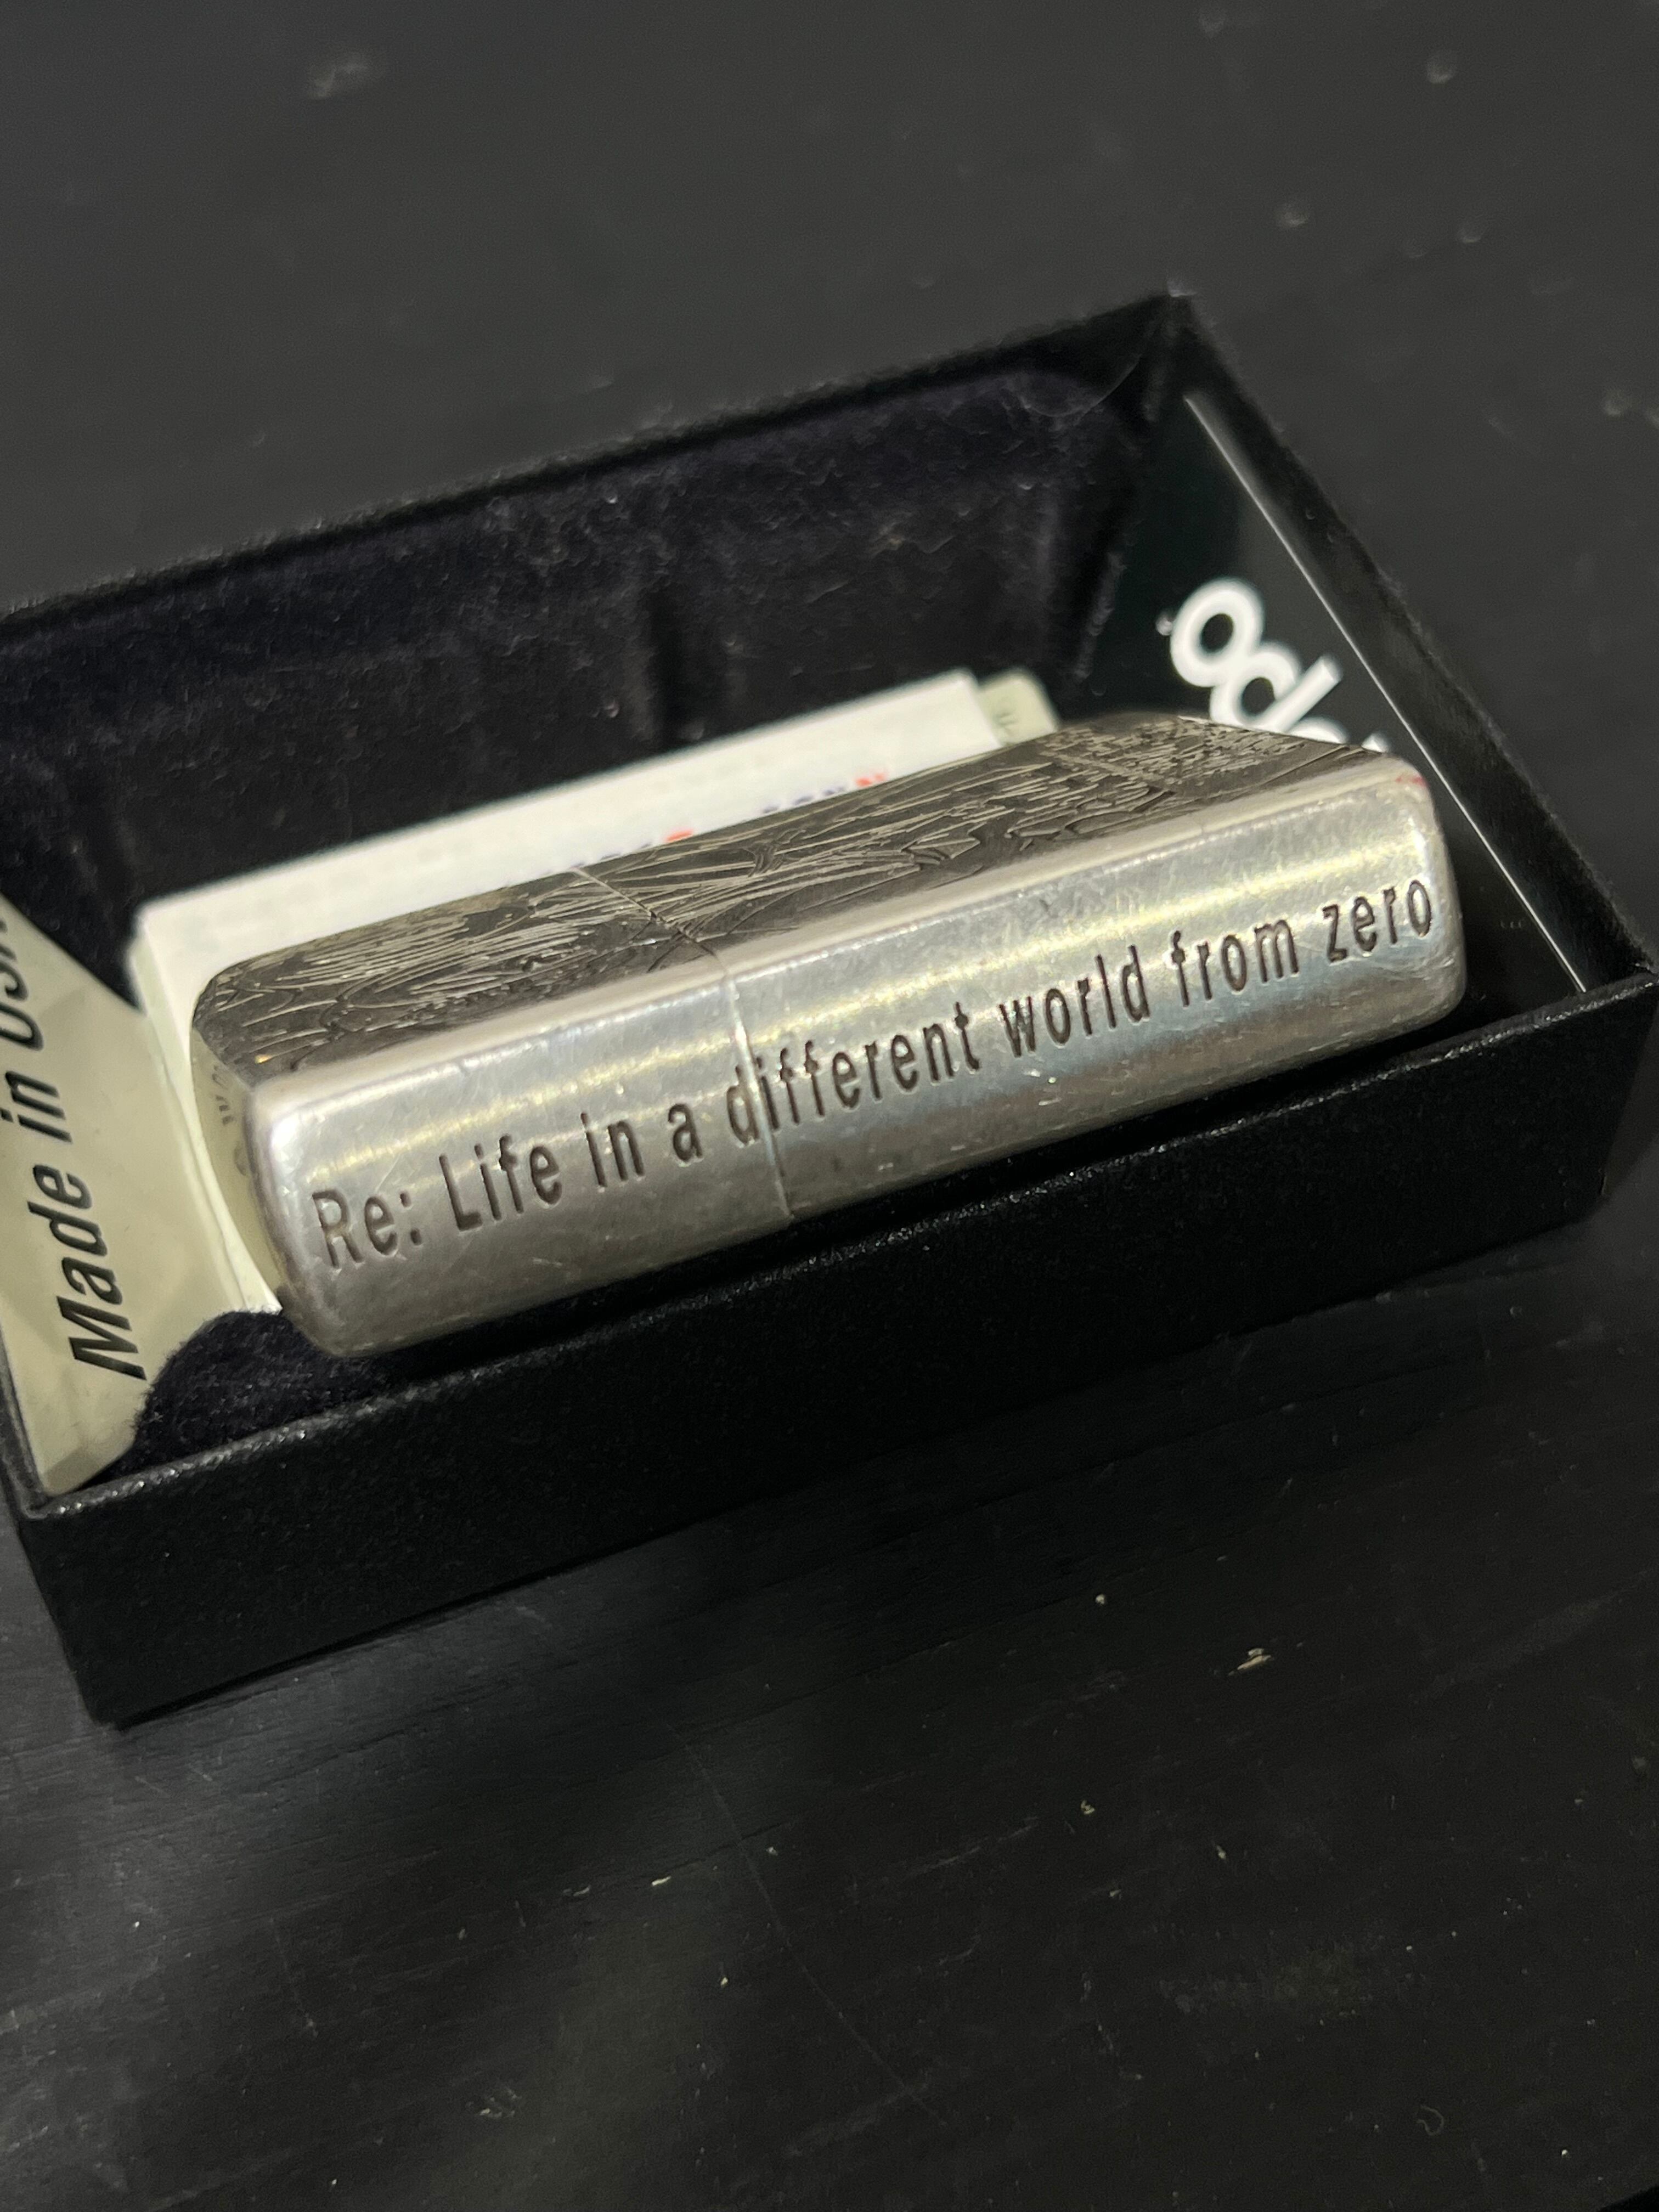 Re: Life in a different world from zero
Made in USA